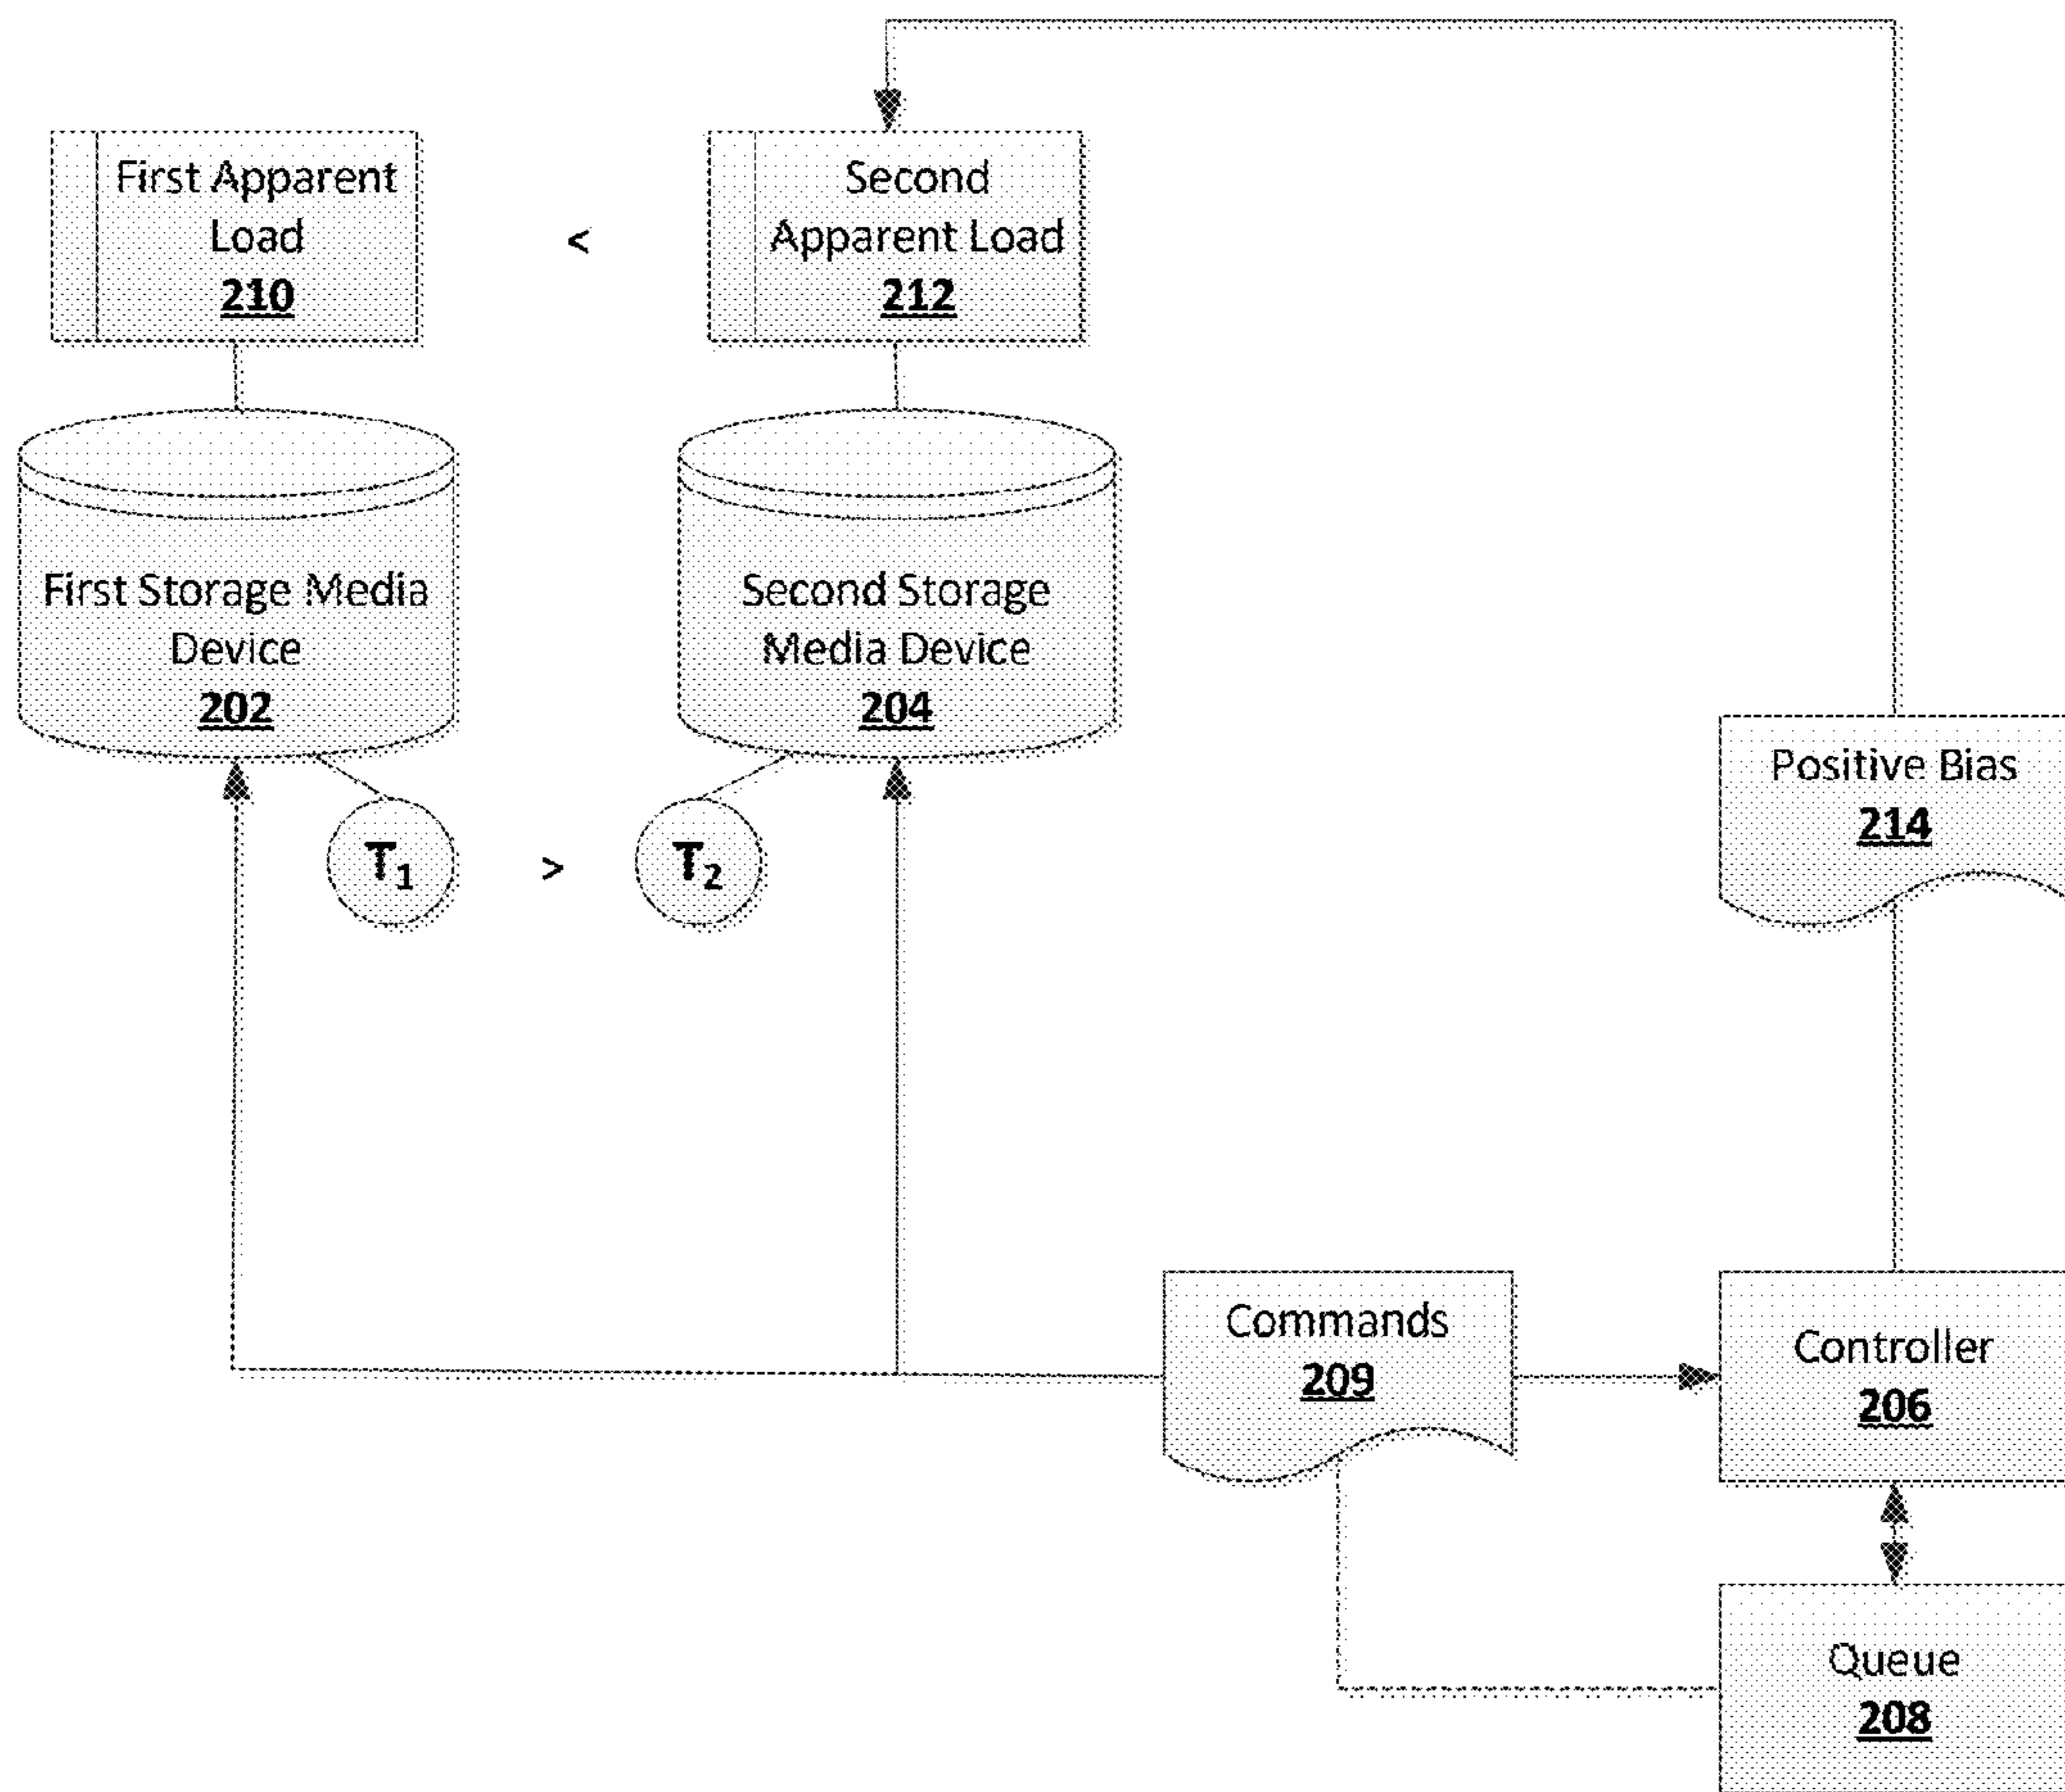 First Apparent
Load
210
<
Second
Apparent Load
212
First Storage Media
Device
202
Second Storage
Media Device
204
T₁
>
T₂
Positive Bias
214
Commands
209
Controller
206
Queue
208